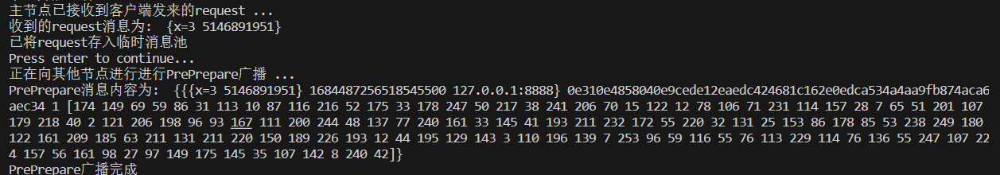 主节点已接收到客户端发来的request ...
收到的request消息为:  {x=3 5146891951}
已将request存入临时消息池
Press enter to continue...
正在向其他节点进行进行PrePrepare广播 ...
PrePrepare消息内容为:  {{{x=3 5146891951} 1684487256518545500 127.0.0.1:8888} 0e310e4858040e9cede12eaedc424681c162e0edca534a4aa9fb874aca6
aec34 1 [174 149 69 59 86 31 113 10 87 116 216 52 175 33 178 247 50 217 38 241 206 70 15 122 12 78 106 71 231 114 157 28 7 65 51 201 107
179 218 40 2 121 206 198 96 93 167 111 200 244 48 137 77 240 161 33 145 41 193 211 232 172 55 220 32 131 25 153 86 178 85 53 238 249 180
122 161 209 185 63 211 131 211 220 150 189 226 193 12 44 195 129 143 3 110 196 139 7 253 96 59 116 55 76 113 229 114 76 136 55 247 107 22
4 157 56 161 98 27 97 149 175 145 35 107 142 8 240 42]}
PrePrepare广播完成